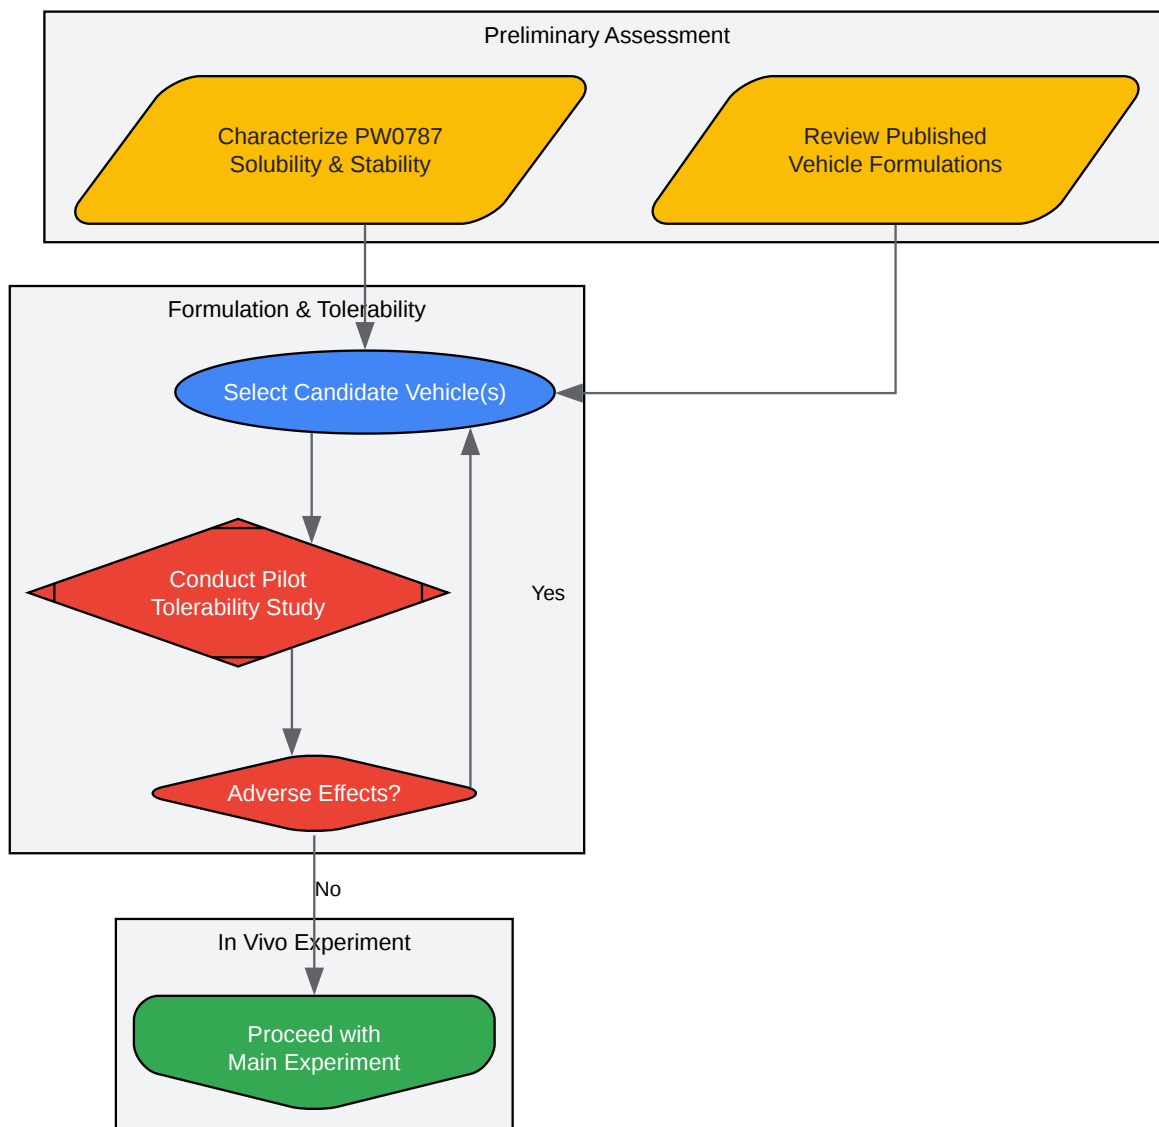 Preliminary Assessment
Characterize PW0787
Solubility & Stability
Review Published
Vehicle Formulations
Formulation & Tolerability
Select Candidate Vehicle(s)
Conduct Pilot
Tolerability Study
Yes
Adverse Effects?
No
In Vivo Experiment
Proceed with
Main Experiment